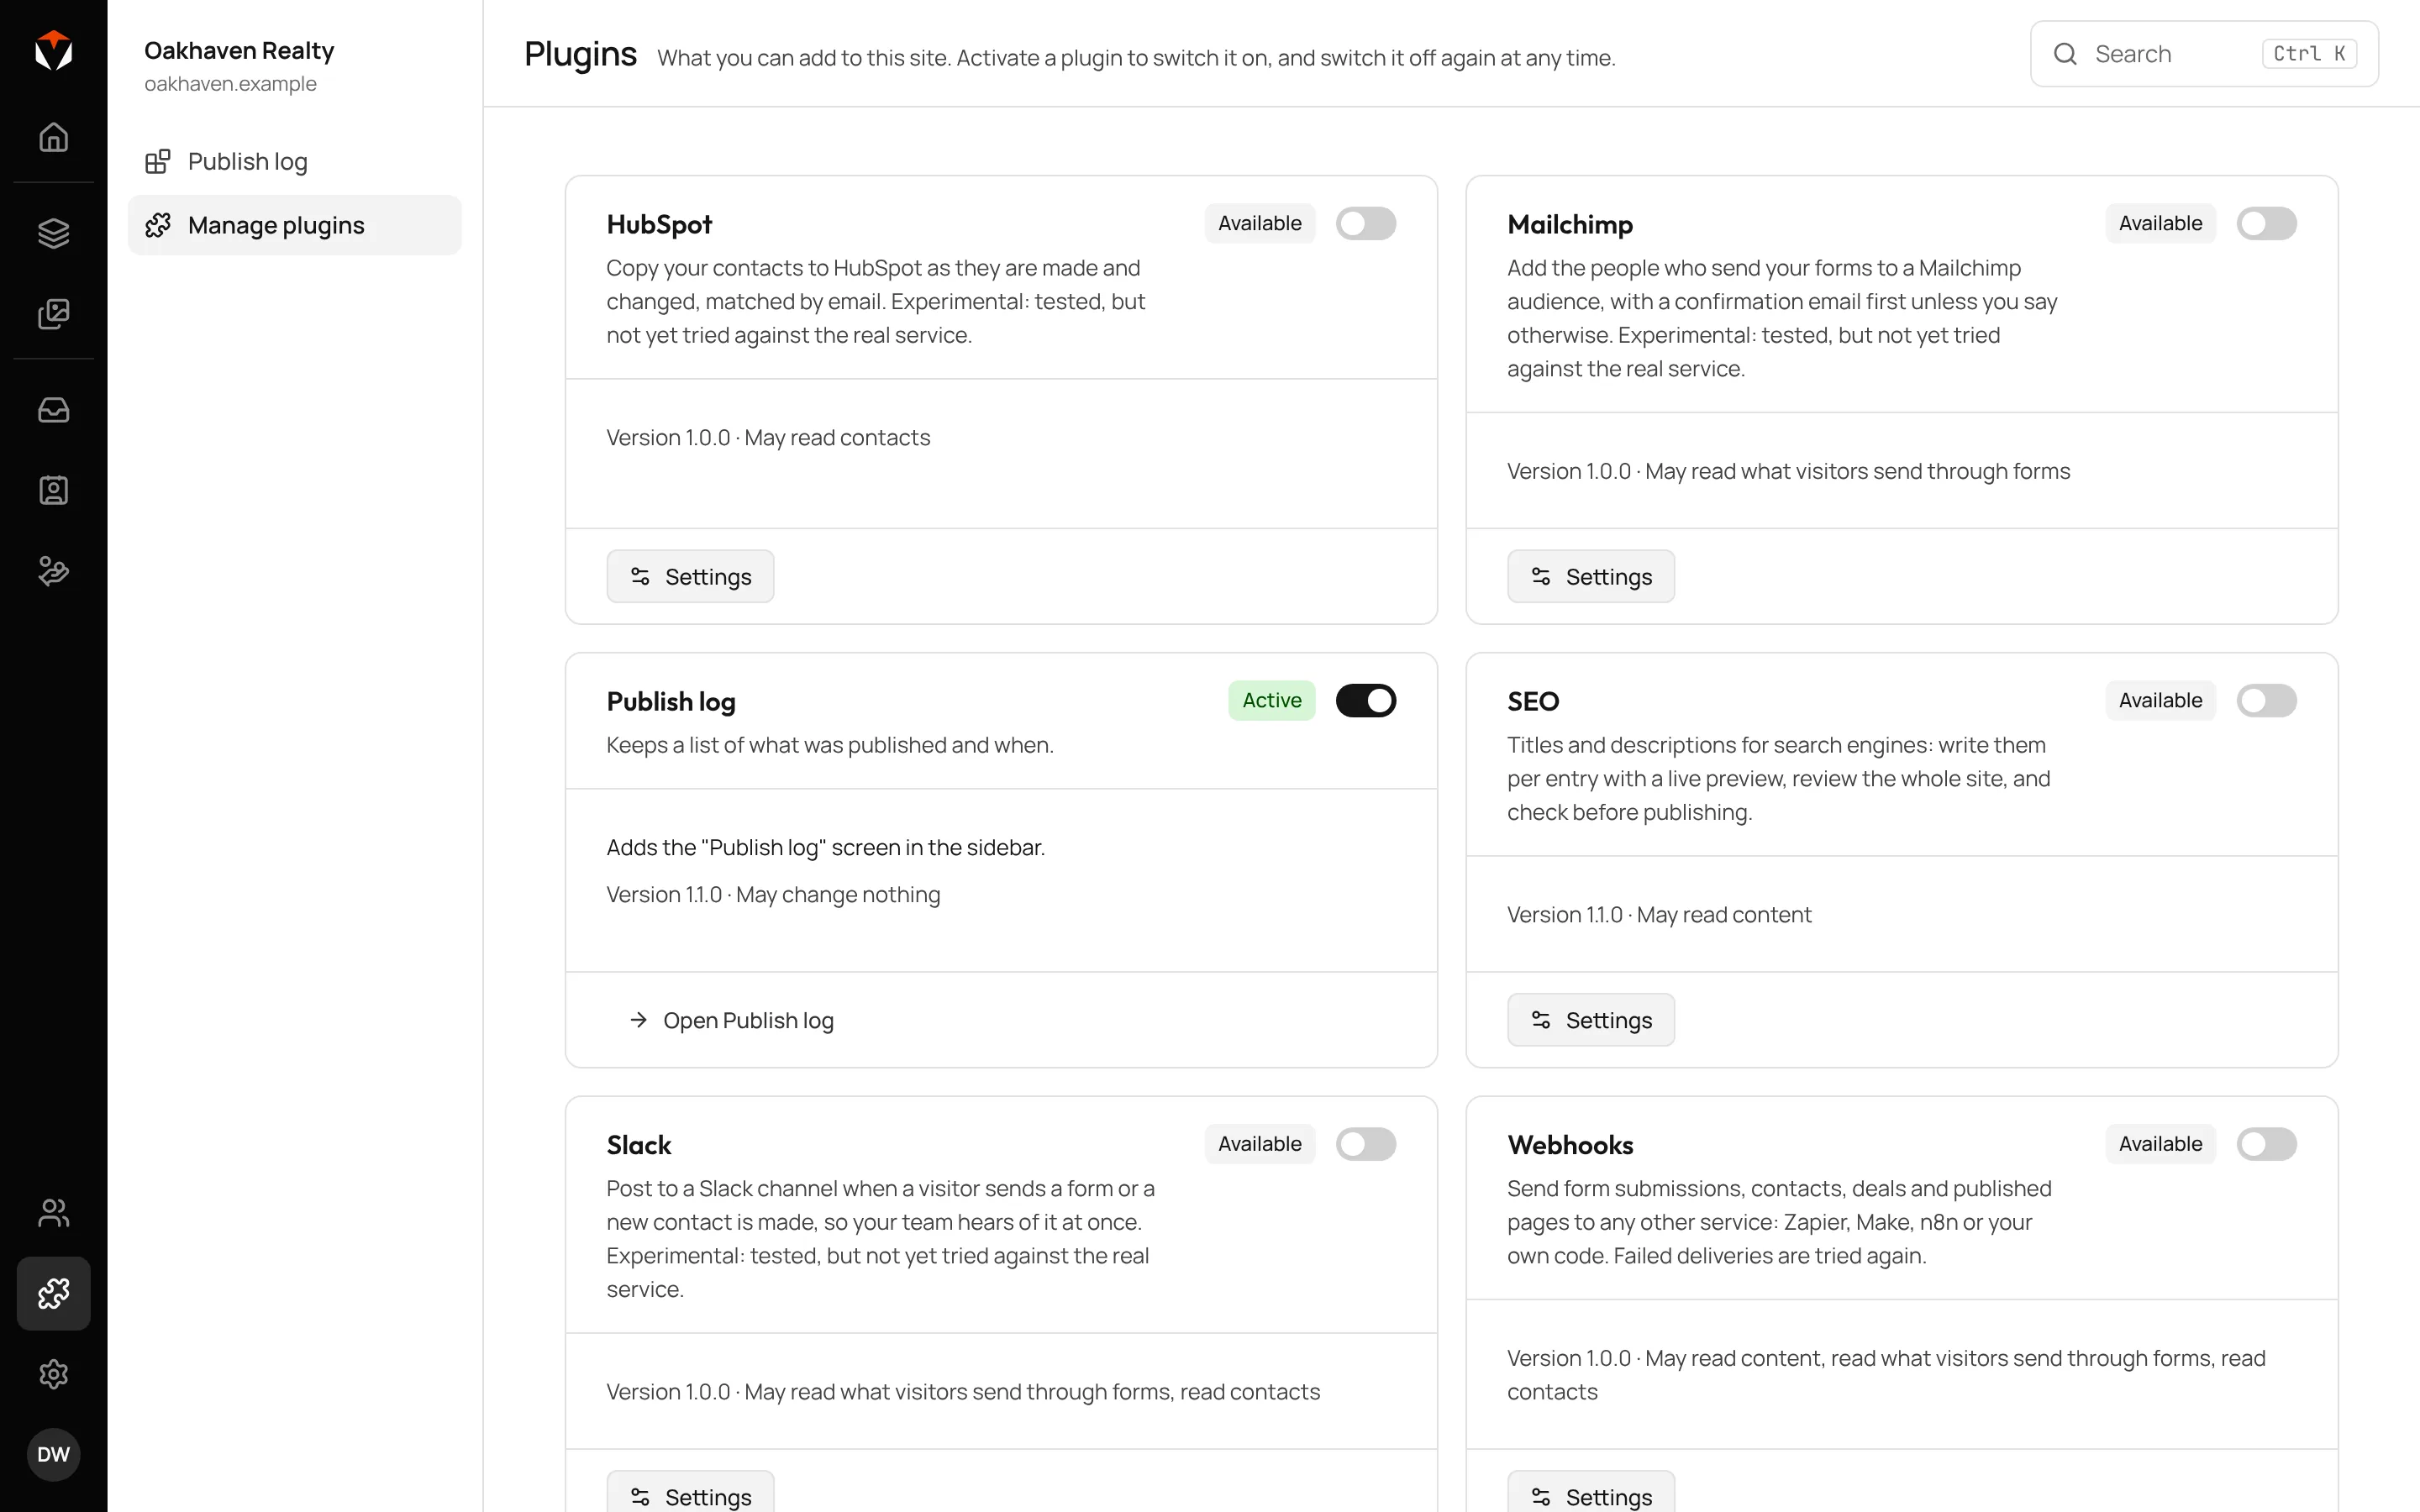 Oakhaven Realty
oakhaven.example
Publish log
Manage plugins
DW
Plugins
What you can add to this site. Activate a plugin to switch it on, and switch it off again at any time.
Search
Ctrl K
HubSpot
Available
Copy your contacts to HubSpot as they are made and
changed, matched by email. Experimental: tested, but
not yet tried against the real service.
Version 1.0.0 · May read contacts
Settings
Mailchimp
Available
Add the people who send your forms to a Mailchimp
audience, with a confirmation email first unless you say
otherwise. Experimental: tested, but not yet tried
against the real service.
Version 1.0.0 · May read what visitors send through forms
Settings
Publish log
Active
Keeps a list of what was published and when.
Adds the "Publish log" screen in the sidebar.
Version 1.1.0 · May change nothing
Open Publish log
SEO
Available
Titles and descriptions for search engines: write them
per entry with a live preview, review the whole site, and
check before publishing.
Version 1.1.0 · May read content
Settings
Slack
Available
Post to a Slack channel when a visitor sends a form or a
new contact is made, so your team hears of it at once.
Experimental: tested, but not yet tried against the real
service.
Version 1.0.0 · May read what visitors send through forms, read contacts
Settings
Webhooks
Available
Send form submissions, contacts, deals and published
pages to any other service: Zapier, Make, n8n or your
own code. Failed deliveries are tried again.
Version 1.0.0 · May read content, read what visitors send through forms, read
contacts
Settings